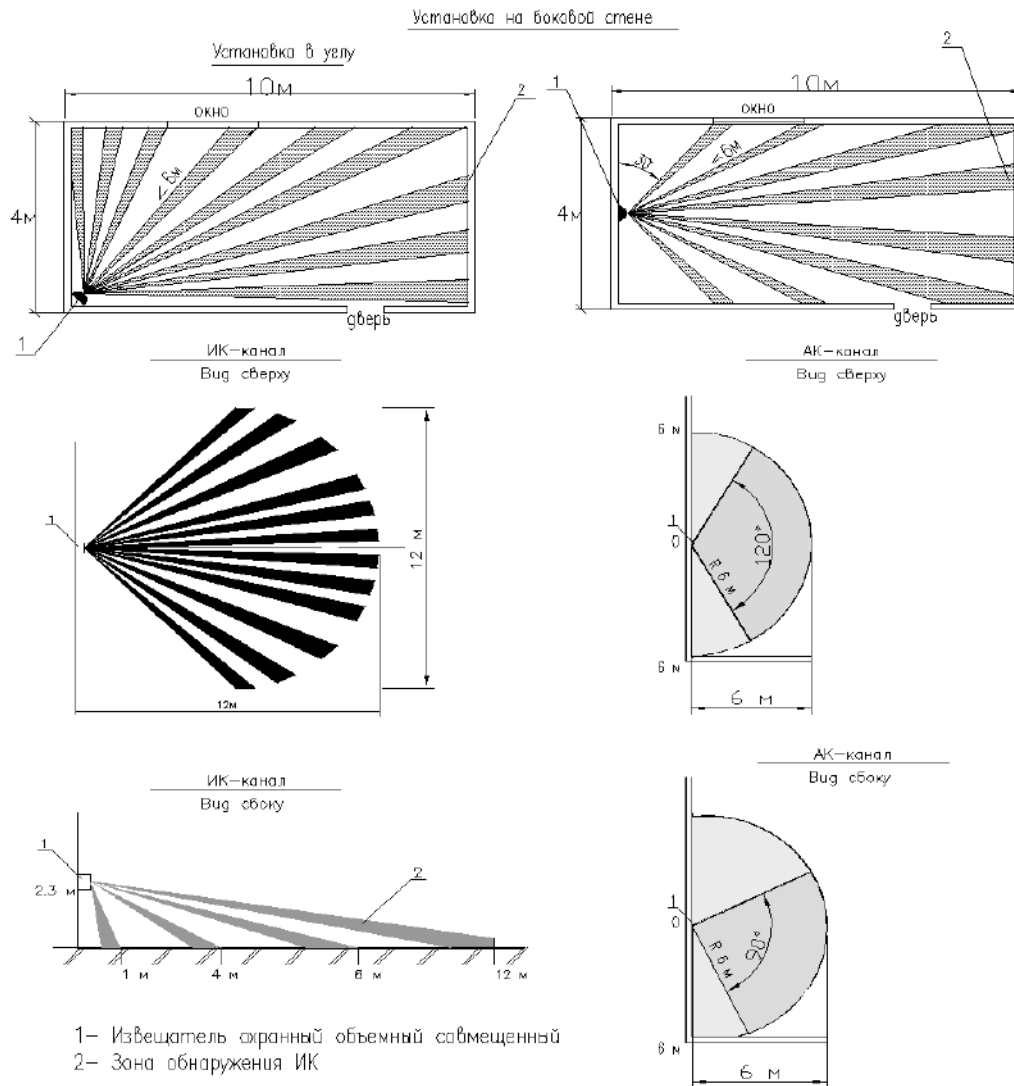 Установка на боковой стене
Установка в углу
10м
окно
2
4м
≤6м
дверь
1
1
10м
окно
2
4м
30
≤6м
дверь
ИК-канал
Вид сверху
1
12 м
12м
АК-канал
Вид сверху
6 м
1
0
120°
R 6 м
6 м
6 м
ИК-канал
Вид сбоку
1
2.3 м
2
1 м
4 м
6 м
12 м
АК-канал
Вид сбоку
1
0
90°
R 6 м
6 м
6 м
1- Извещатель охранный объемный совмещенный
2- Зона обнаружения ИК